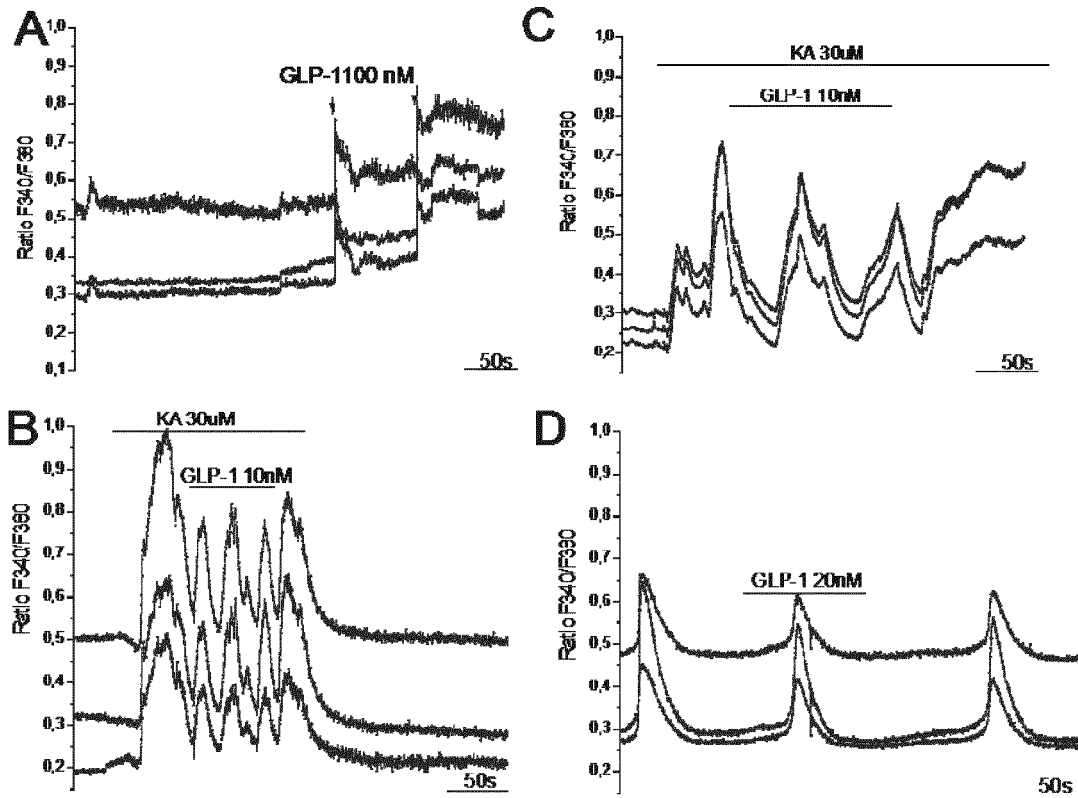 A
1,0
0,9
0,8
0,7
0,6
0,5
0,4
0,3
0,2
0,1
Ratio F340/F380
GLP-1100 nM
50s
C
1,0
0,9
0,8
0,7
0,6
0,5
0,4
0,3
0,2
Ratio F340/F380
KA 30uM
GLP-1 10nM
50s
B
1,0
0,9
0,8
0,7
0,6
0,5
0,4
0,3
0,2
Ratio F340/F380
KA 30uM
GLP-1 10nM
50s
D
1,0
0,9
0,8
0,7
0,6
0,5
0,4
0,3
0,2
Ratio F340/F380
GLP-1 20nM
50s